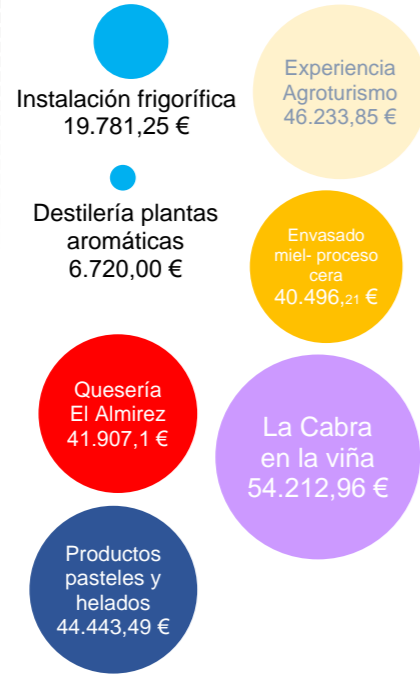 Instalación frigorífica
19.781,25 €
Experiencia
Agroturismo
46.233,85 €
Destilería plantas
aromáticas
6.720,00 €
Envasado
miel- proceso
cera
40.496,21 €
Quesería
El Almirez
41.907,1 €
La Cabra
en la viña
54.212,96 €
Productos
pasteles y
helados
44.443,49 €